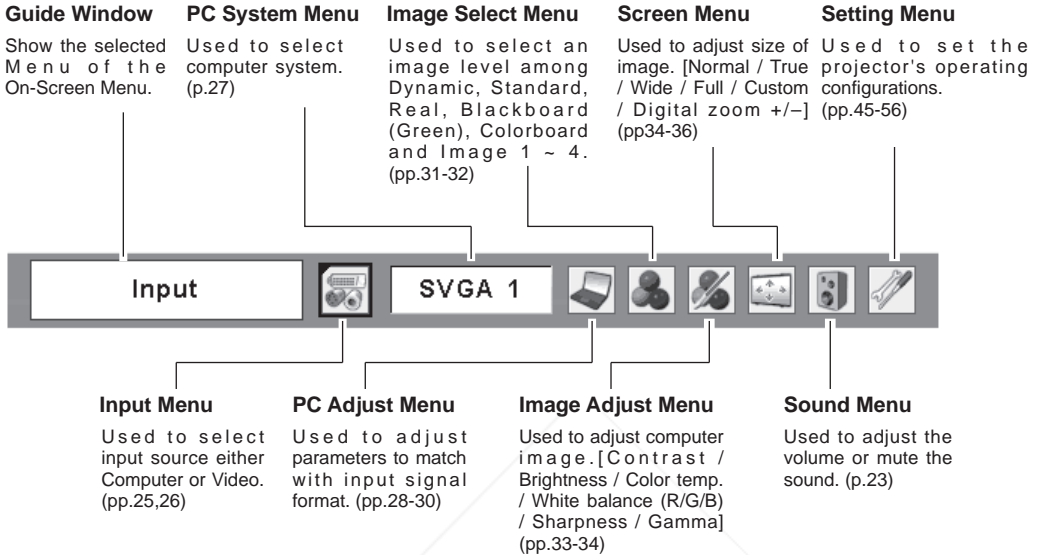 Guide Window
Show the selected
Menu of the
On-Screen Menu.
PC System Menu
Used to select
computer system.
(p.27)
Image Select Menu
Used to select an
image level among
Dynamic, Standard,
Real, Blackboard
(Green), Colorboard
and Image 1 ~ 4.
(pp.31-32)
Screen Menu
Used to adjust size of
image. [Normal / True
/ Wide / Full / Custom
/ Digital zoom +/–]
(pp34-36)
Setting Menu
Used to set the
projector's operating
configurations.
(pp.45-56)
Input
SVGA 1
Input Menu
Used to select
input source either
Computer or Video.
(pp.25,26)
PC Adjust Menu
Used to adjust
parameters to match
with input signal
format. (pp.28-30)
Image Adjust Menu
Used to adjust computer
image.[Contrast /
Brightness / Color temp.
/ White balance (R/G/B)
/ Sharpness / Gamma]
(pp.33-34)
Sound Menu
Used to adjust the
volume or mute the
sound. (p.23)